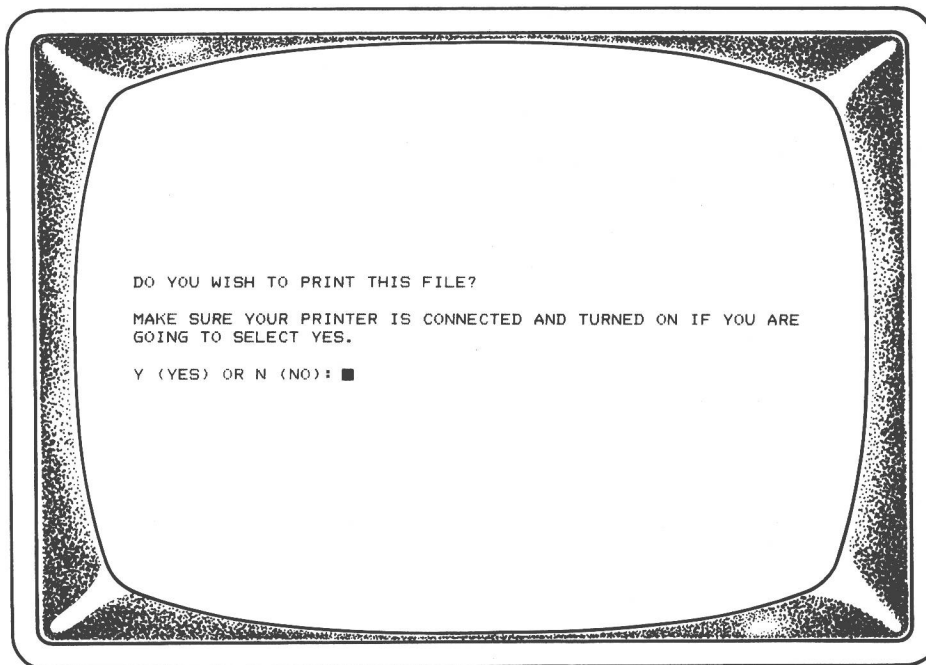 DO YOU WISH TO PRINT THIS FILE?
MAKE SURE YOUR PRINTER IS CONNECTED AND TURNED ON IF YOU ARE
GOING TO SELECT YES.
Y (YES) OR N (NO):